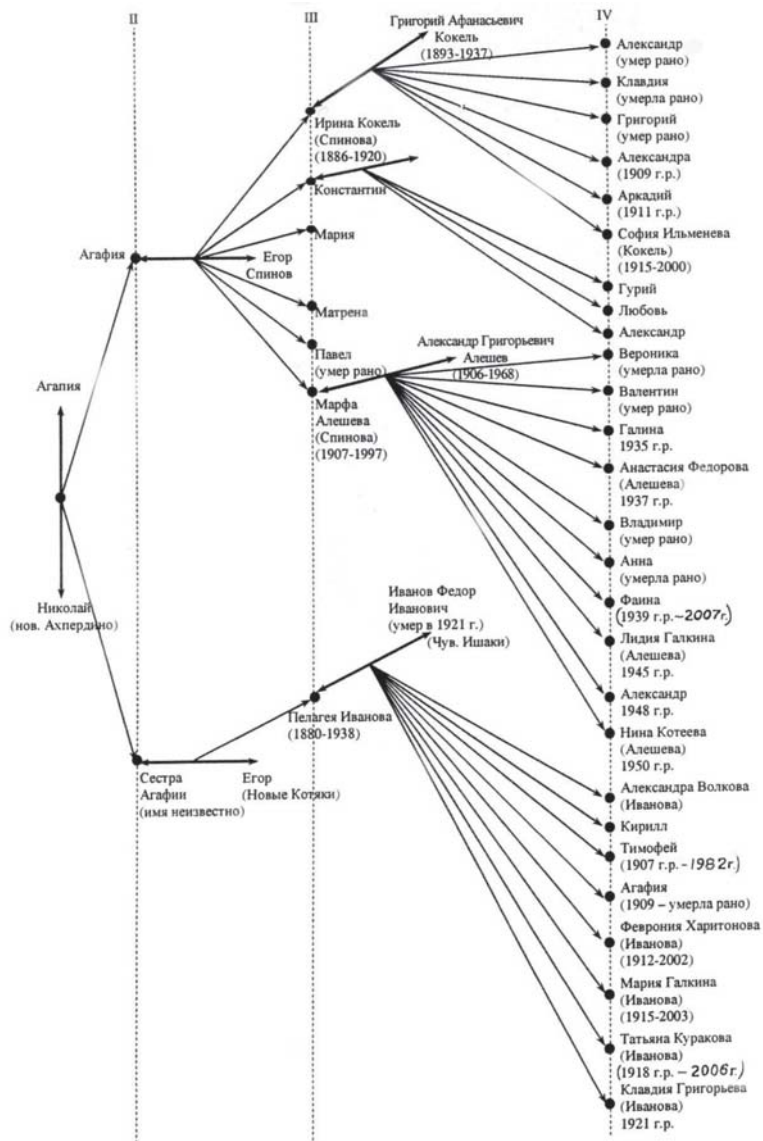 II
III
IV
Григорий Афанасьевич
Кокель
(1893-1937)
Ирина Кокель
(Спинова)
(1886-1920)
Константин
Мария
Агафия
Егор
Спинов
Матрена
Павел
(умер рано)
Александр Григорьевич
Алешев
(1906-1968)
Марфа
Алешева
(Спинова)
(1907-1997)
Агапия
Николай
(нов. Ахпердино)
Иванов Федор
Иванович
(умер в 1921 г.)
(Чув. Ишаки)
Пелагея Иванова
(1880-1938)
Сестра
Агафии
(имя неизвестно)
Егор
(Новые Котяки)
Александр
(умер рано)
Клавдия
(умерла рано)
Григорий
(умер рано)
Александра
(1909 г.р.)
Аркадий
(1911 г.р.)
София Ильменева
(Кокель)
(1915-2000)
Гурий
Любовь
Александр
Вероника
(умерла рано)
Валентин
(умер рано)
Галина
1935 г.р.
Анастасия Федорова
(Алешева)
1937 г.р.
Владимир
(умер рано)
Анна
(умерла рано)
Фаина
(1939 г.р.-2007г.)
Лидия Галкина
(Алешева)
1945 г.р.
Александр
1948 г.р.
Нина Котеева
(Алешева)
1950 г.р.
Александра Волкова
(Иванова)
Кирилл
Тимофей
(1907 г.р. -1982г.)
Агафия
(1909 – умерла рано)
Феврония Харитонова
(Иванова)
(1912-2002)
Мария Галкина
(Иванова)
(1915-2003)
Татьяна Куракова
(Иванова)
(1918 г.р. – 2006г.)
Клавдия Григорьева
(Иванова)
1921 г.р.